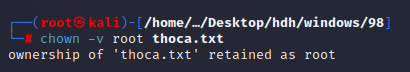 ┌──(root㉿kali)-[/home/…/Desktop/hdh/windows/98]
└─# chown -v root thoca.txt
ownership of 'thoca.txt' retained as root